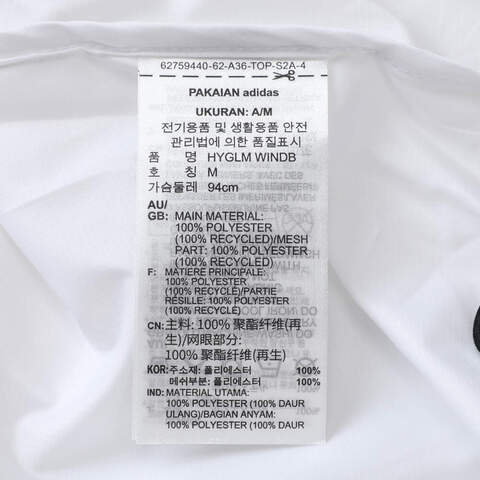 62759440-62-A36-TOP-S2A-4
PAKAIAN adidas
UKURAN: A/M
전기용품 및 생활용품 안전
관리법에 의한 품질표시
품 명 HYGLM WINDB
호 칭 M
가슴둘레 94cm
AU/
GB: MAIN MATERIAL:
100% POLYESTER
(100% RECYCLED)/MESH
PART: 100% POLYESTER
(100% RECYCLED)
F: MATIERE PRINCIPALE:
100% POLYESTER
(100% RECYCLÉ)/PARTIE
RÉSILLE: 100% POLYESTER
(100% RECYCLÉ)
CN: 主料: 100% 聚酯纤维(再
生)/网眼部分:
100% 聚酯纤维(再生)
KOR: 주소재: 폴리에스터 100%
메쉬부분: 폴리에스터 100%
IND: MATERIAL UTAMA:
100% POLYESTER (100% DAUR
ULANG)/BAGIAN ANYAM:
100% POLYESTER (100% DAUR